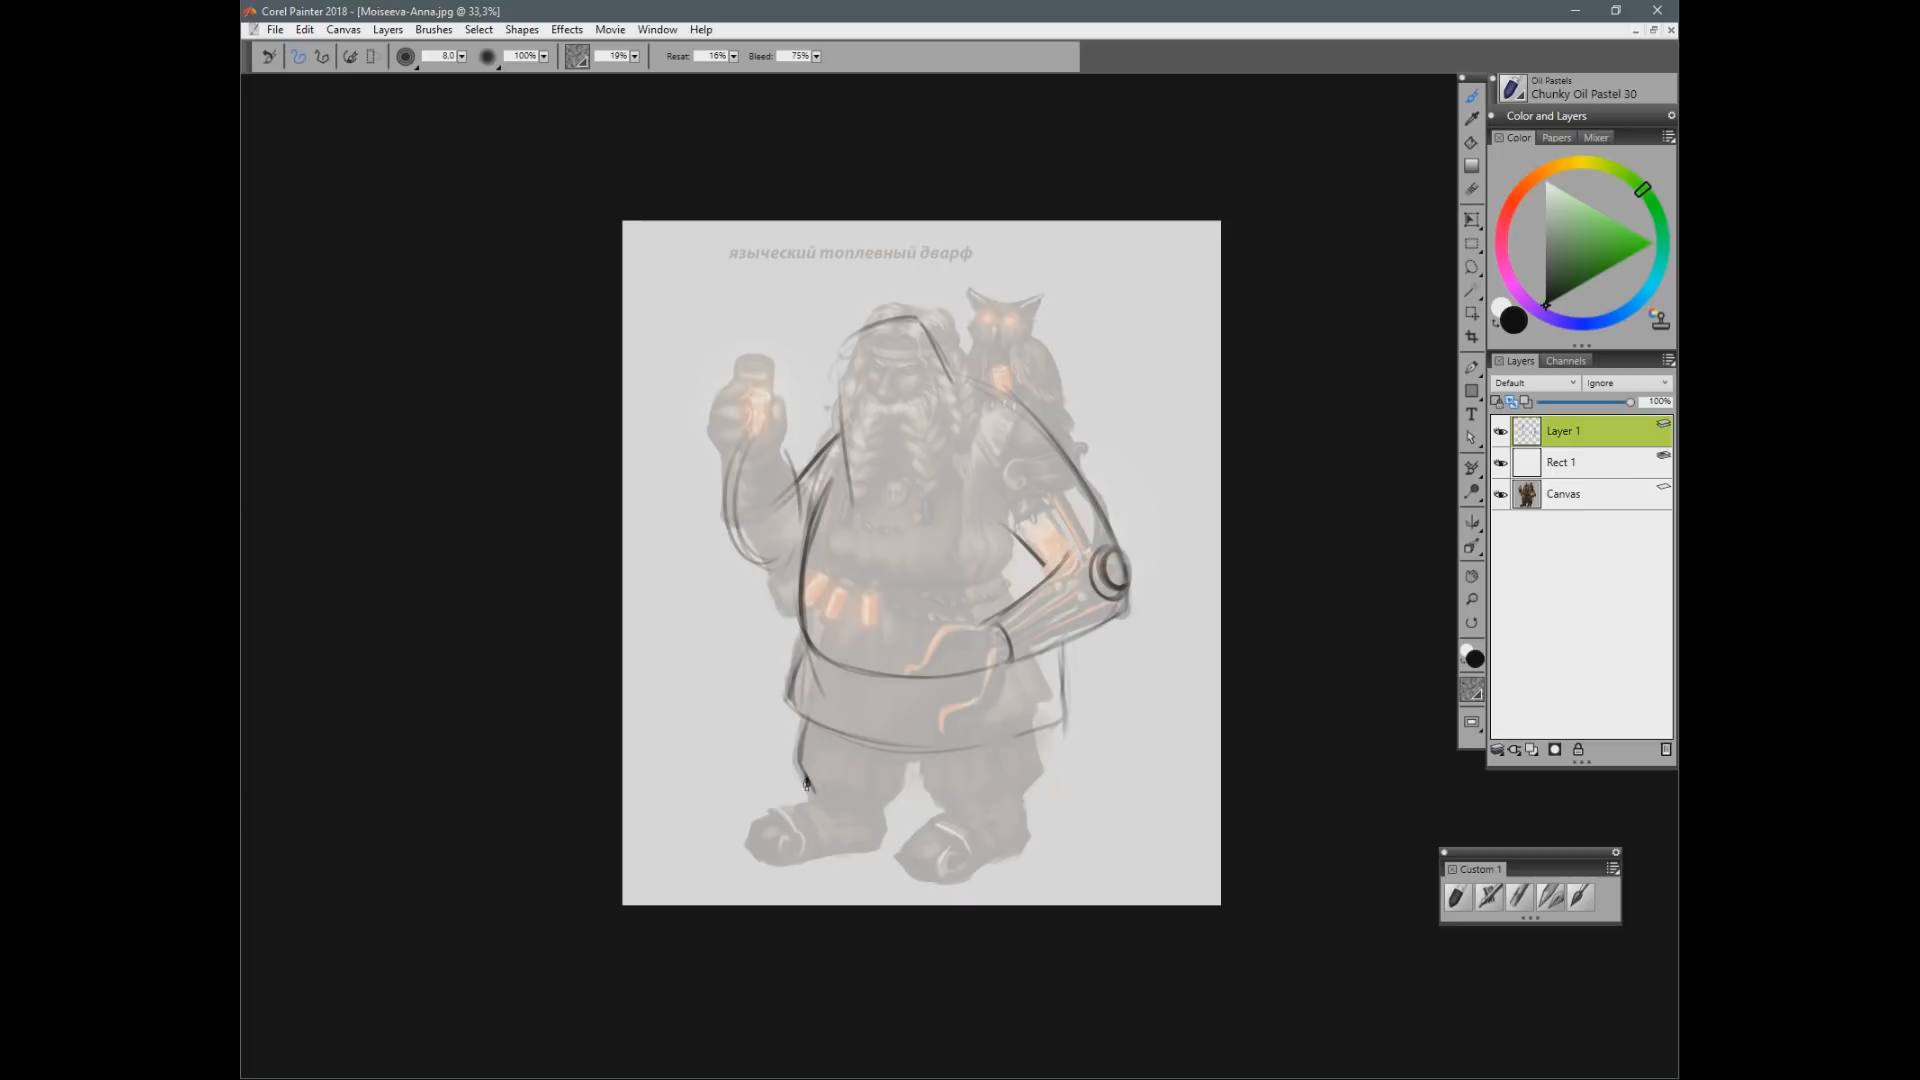 Corel Painter 2018 - [Moiseeva-Anna.jpg @ 33,3%]
File Edit Canvas Layers Brushes Select Shapes Effects Movie Window Help
8,0 100% 19% Resat: 16% Bleed: 75%
Oil Pastels
Chunky Oil Pastel 30
Color and Layers
Color Papers Mixer
языческий топлевный дварф
Layers Channels
Default Ignore
100%
Layer 1
Rect 1
Canvas
Custom 1